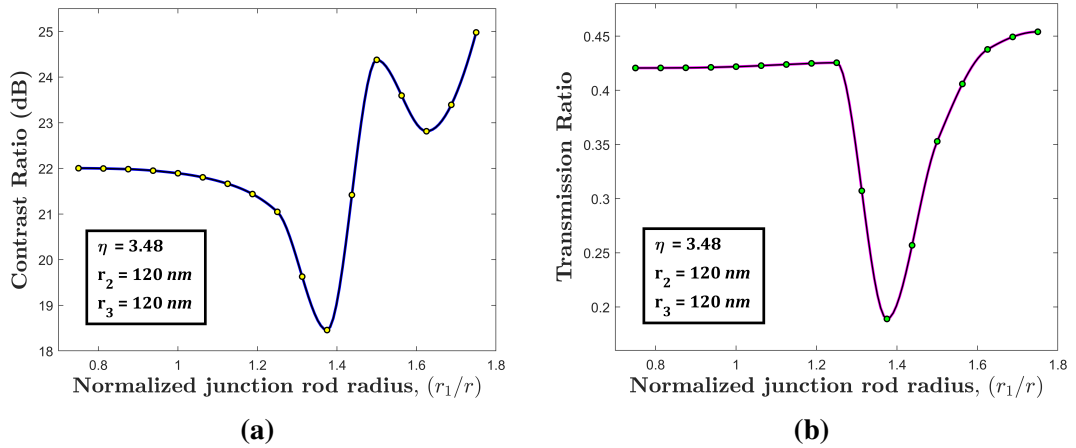 25
24
23
22
21
20
19
18
Contrast Ratio (dB)
η = 3.48
r₂ = 120 nm
r₃ = 120 nm
0.8 1 1.2 1.4 1.6 1.8
Normalized junction rod radius, (r₁/r)
(a)
0.45
0.4
0.35
0.3
0.25
0.2
Transmission Ratio
η = 3.48
r₂ = 120 nm
r₃ = 120 nm
0.8 1 1.2 1.4 1.6 1.8
Normalized junction rod radius, (r₁/r)
(b)